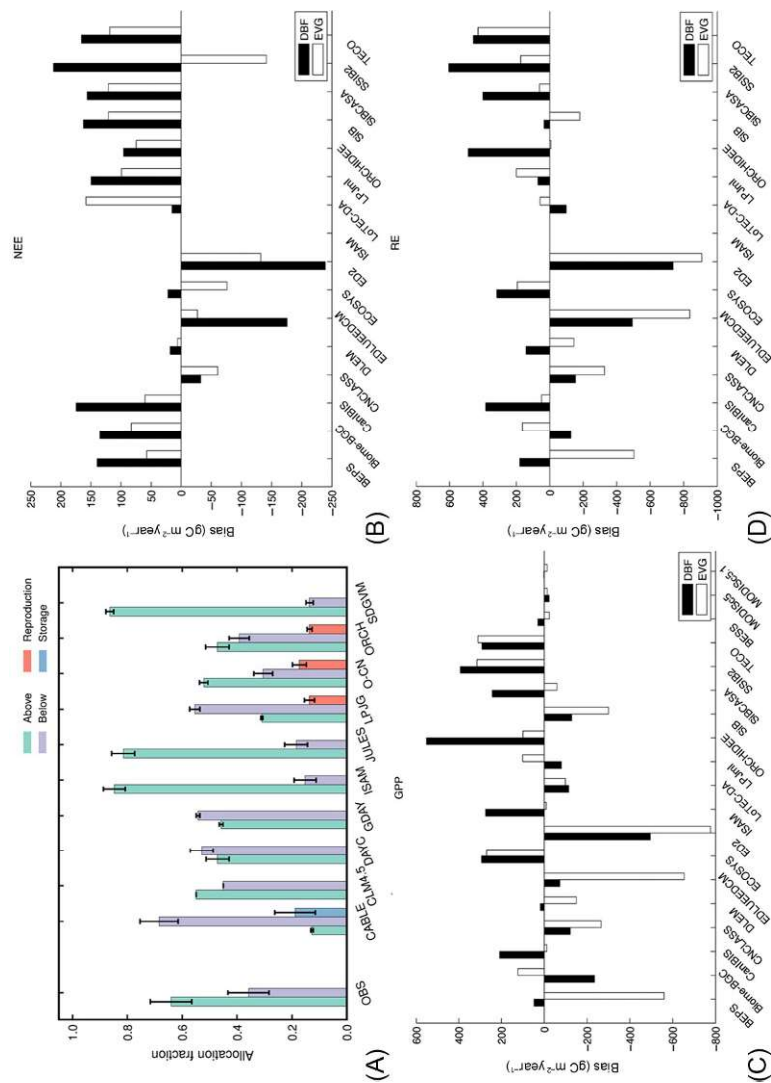 (A)
Above
Reproduction
Below
Storage
Allocation fraction
1.0
0.8
0.6
0.4
0.2
0.0
OBS
CABLE
CLM4-5
DAYC
GDAY
ISAM
JULES
LPJG
O-CN
ORCH
SDGVM
(B)
NEE
Bias (gC m⁻² year⁻¹)
250
200
150
100
50
0
−50
−100
−150
−200
−250
DBF
EVG
BEPS
Biome-BGC
CanIBIS
CNCLASS
DLEM
EDLUEEDCM
ECOSYS
ED2
ISAM
LoTEC-DA
LPJml
ORCHIDEE
SiB
SiBCASA
SSiB2
TECO
(C)
GPP
Bias (gC m⁻² year⁻¹)
600
400
200
0
−200
−400
−600
−800
DBF
EVG
BEPS
Biome-BGC
CanIBIS
CNCLASS
DLEM
EDLUEEDCM
ECOSYS
ED2
ISAM
LoTEC-DA
LPJml
ORCHIDEE
SiB
SiBCASA
SSiB2
TECO
BESS
MODISc5
MODISc5.1
(D)
RE
Bias (gC m⁻² year⁻¹)
800
600
400
200
0
−200
−400
−600
−800
−1000
DBF
EVG
BEPS
Biome-BGC
CanIBIS
CNCLASS
DLEM
EDLUEEDCM
ECOSYS
ED2
ISAM
LoTEC-DA
LPJml
ORCHIDEE
SiB
SiBCASA
SSiB2
TECO